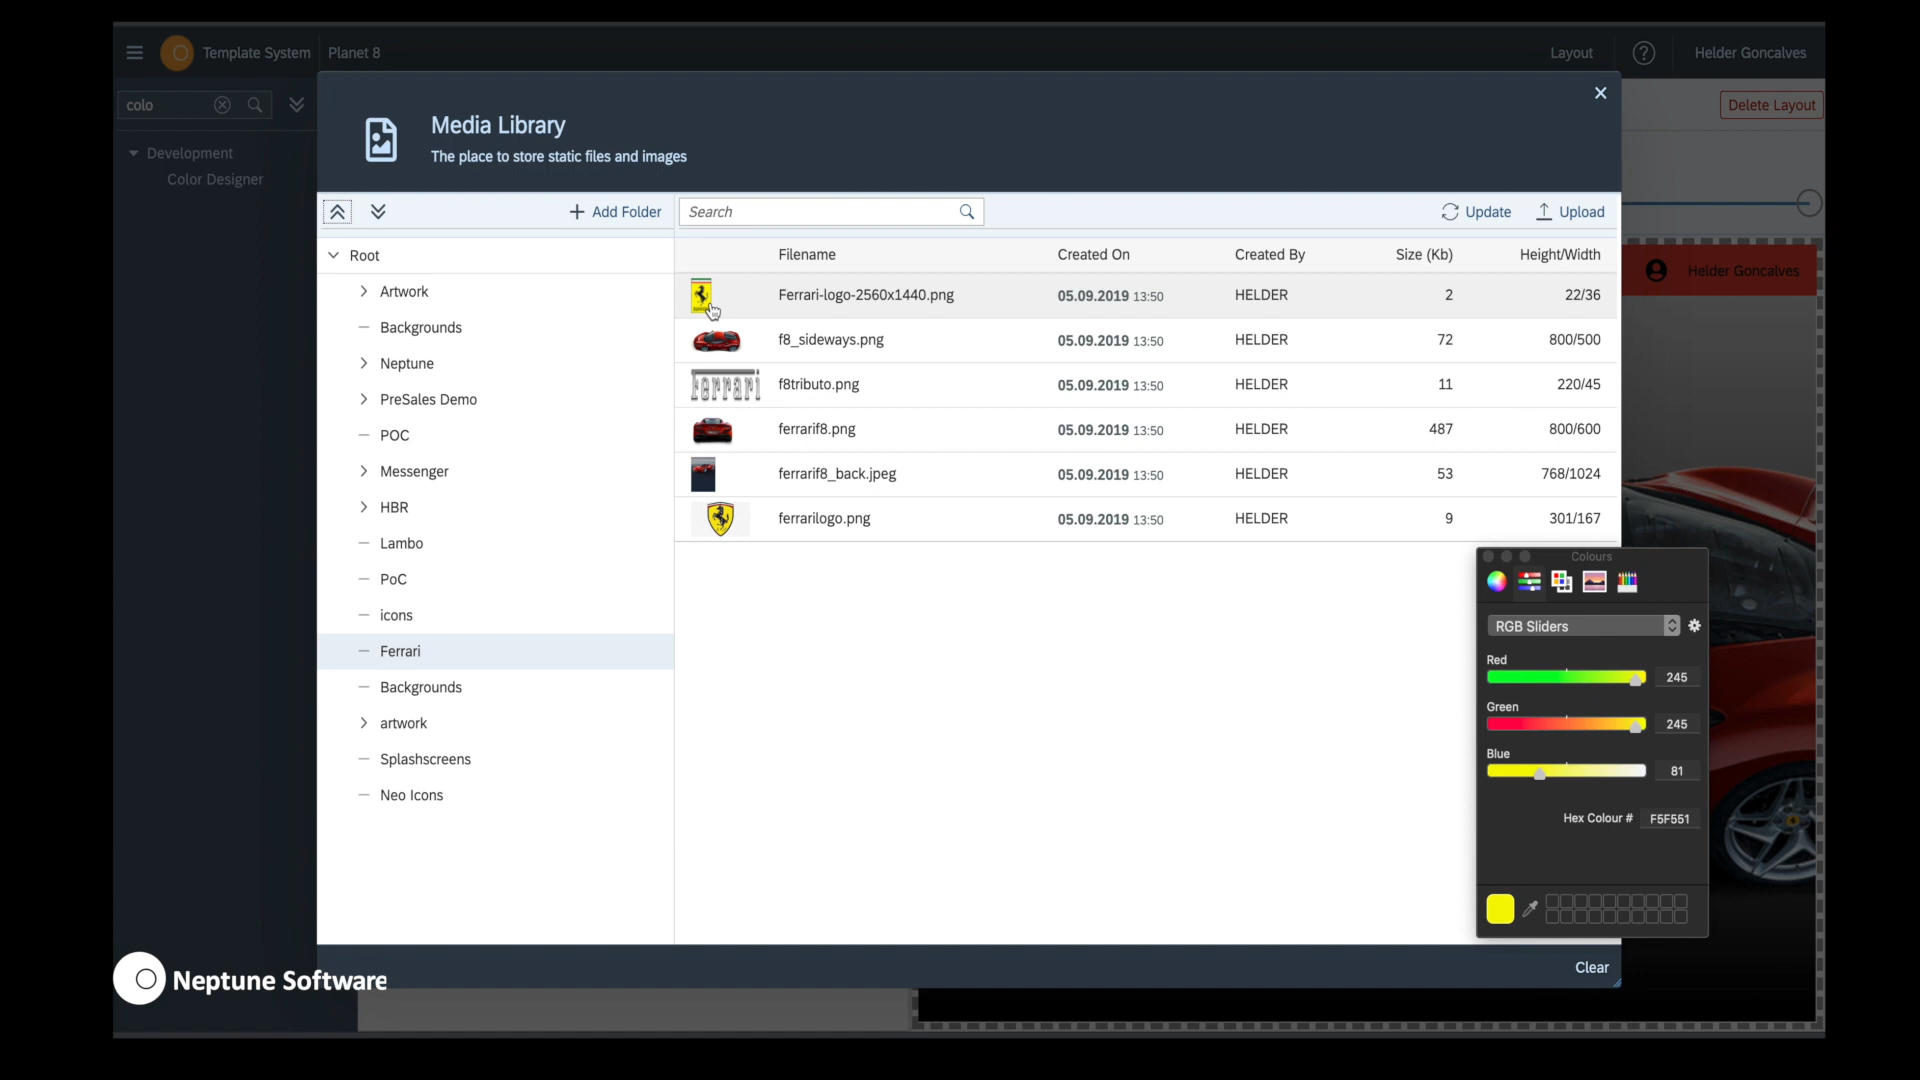 Template System Planet 8 Layout Helder Goncalves
colo
Delete Layout
Development
Color Designer
Media Library
The place to store static files and images
Add Folder Search Update Upload
Root
Artwork
Backgrounds
Neptune
PreSales Demo
POC
Messenger
HBR
Lambo
PoC
icons
Ferrari
Backgrounds
artwork
Splashscreens
Neo Icons
Filename Created On Created By Size (Kb) Height/Width
Ferrari-logo-2560x1440.png 05.09.2019 13:50 HELDER 2 22/36
f8_sideways.png 05.09.2019 13:50 HELDER 72 800/500
Ferrari f8tributo.png 05.09.2019 13:50 HELDER 11 220/45
ferrarif8.png 05.09.2019 13:50 HELDER 487 800/600
ferrarif8_back.jpeg 05.09.2019 13:50 HELDER 53 768/1024
ferrarilogo.png 05.09.2019 13:50 HELDER 9 301/167
Helder Goncalves
Colours
RGB Sliders
Red
245
Green
245
Blue
81
Hex Colour # F5F551
Clear
Neptune Software